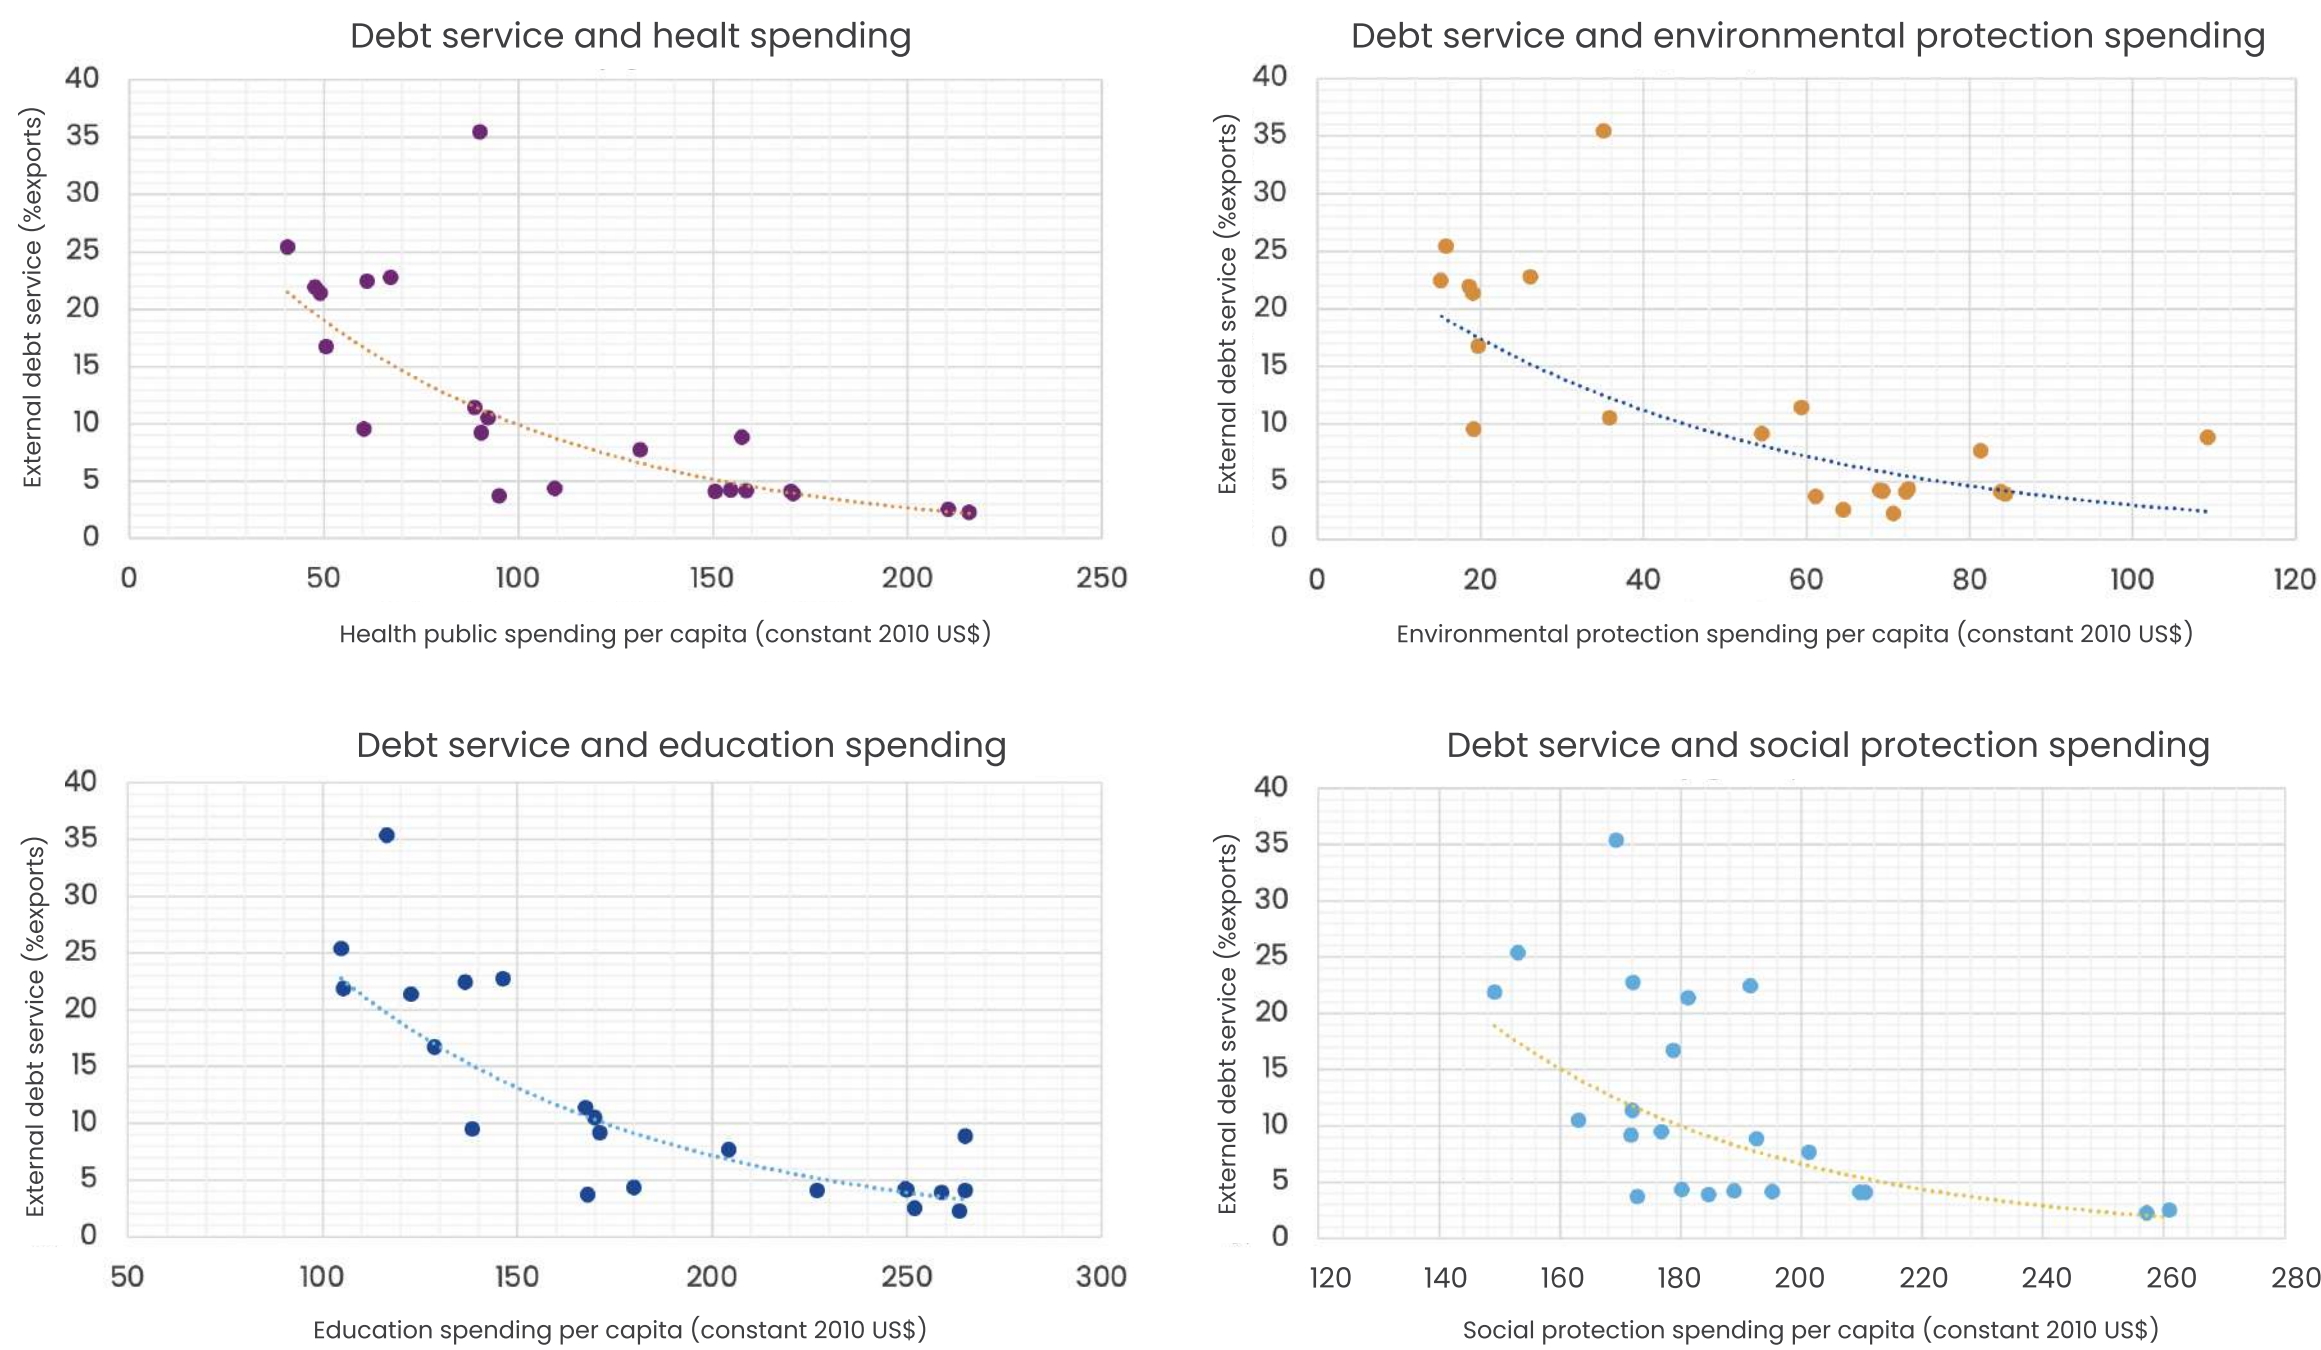 Debt service and healt spending
External debt service (%exports)
40
35
30
25
20
15
10
5
0
0 50 100 150 200 250
Health public spending per capita (constant 2010 US$)
Debt service and environmental protection spending
External debt service (%exports)
40
35
30
25
20
15
10
5
0
0 20 40 60 80 100 120
Environmental protection spending per capita (constant 2010 US$)
Debt service and education spending
External debt service (%exports)
40
35
30
25
20
15
10
5
0
50 100 150 200 250 300
Education spending per capita (constant 2010 US$)
Debt service and social protection spending
External debt service (%exports)
40
35
30
25
20
15
10
5
0
120 140 160 180 200 220 240 260 280
Social protection spending per capita (constant 2010 US$)